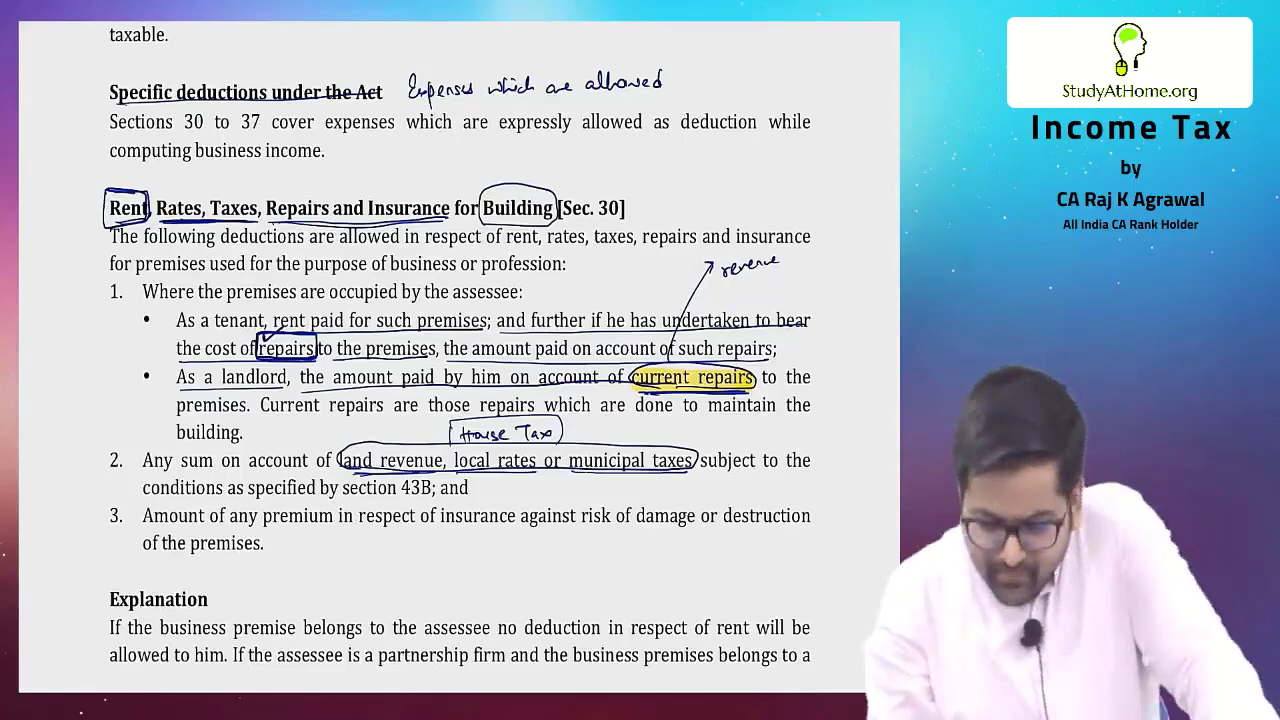 taxable.
Specific deductions under the Act Expenses which are allowed
Sections 30 to 37 cover expenses which are expressly allowed as deduction while
computing business income.
Rent, Rates, Taxes, Repairs and Insurance for Building [Sec. 30]
The following deductions are allowed in respect of rent, rates, taxes, repairs and insurance
for premises used for the purpose of business or profession:
revenue
1. Where the premises are occupied by the assessee:
• As a tenant, rent paid for such premises; and further if he has undertaken to bear
the cost of repairs to the premises, the amount paid on account of such repairs;
• As a landlord, the amount paid by him on account of current repairs to the
premises. Current repairs are those repairs which are done to maintain the
building.
House Tax
2. Any sum on account of land revenue, local rates or municipal taxes subject to the
conditions as specified by section 43B; and
3. Amount of any premium in respect of insurance against risk of damage or destruction
of the premises.
Explanation
If the business premise belongs to the assessee no deduction in respect of rent will be
allowed to him. If the assessee is a partnership firm and the business premises belongs to a
StudyAtHome.org
Income Tax
by
CA Raj K Agrawal
All India CA Rank Holder